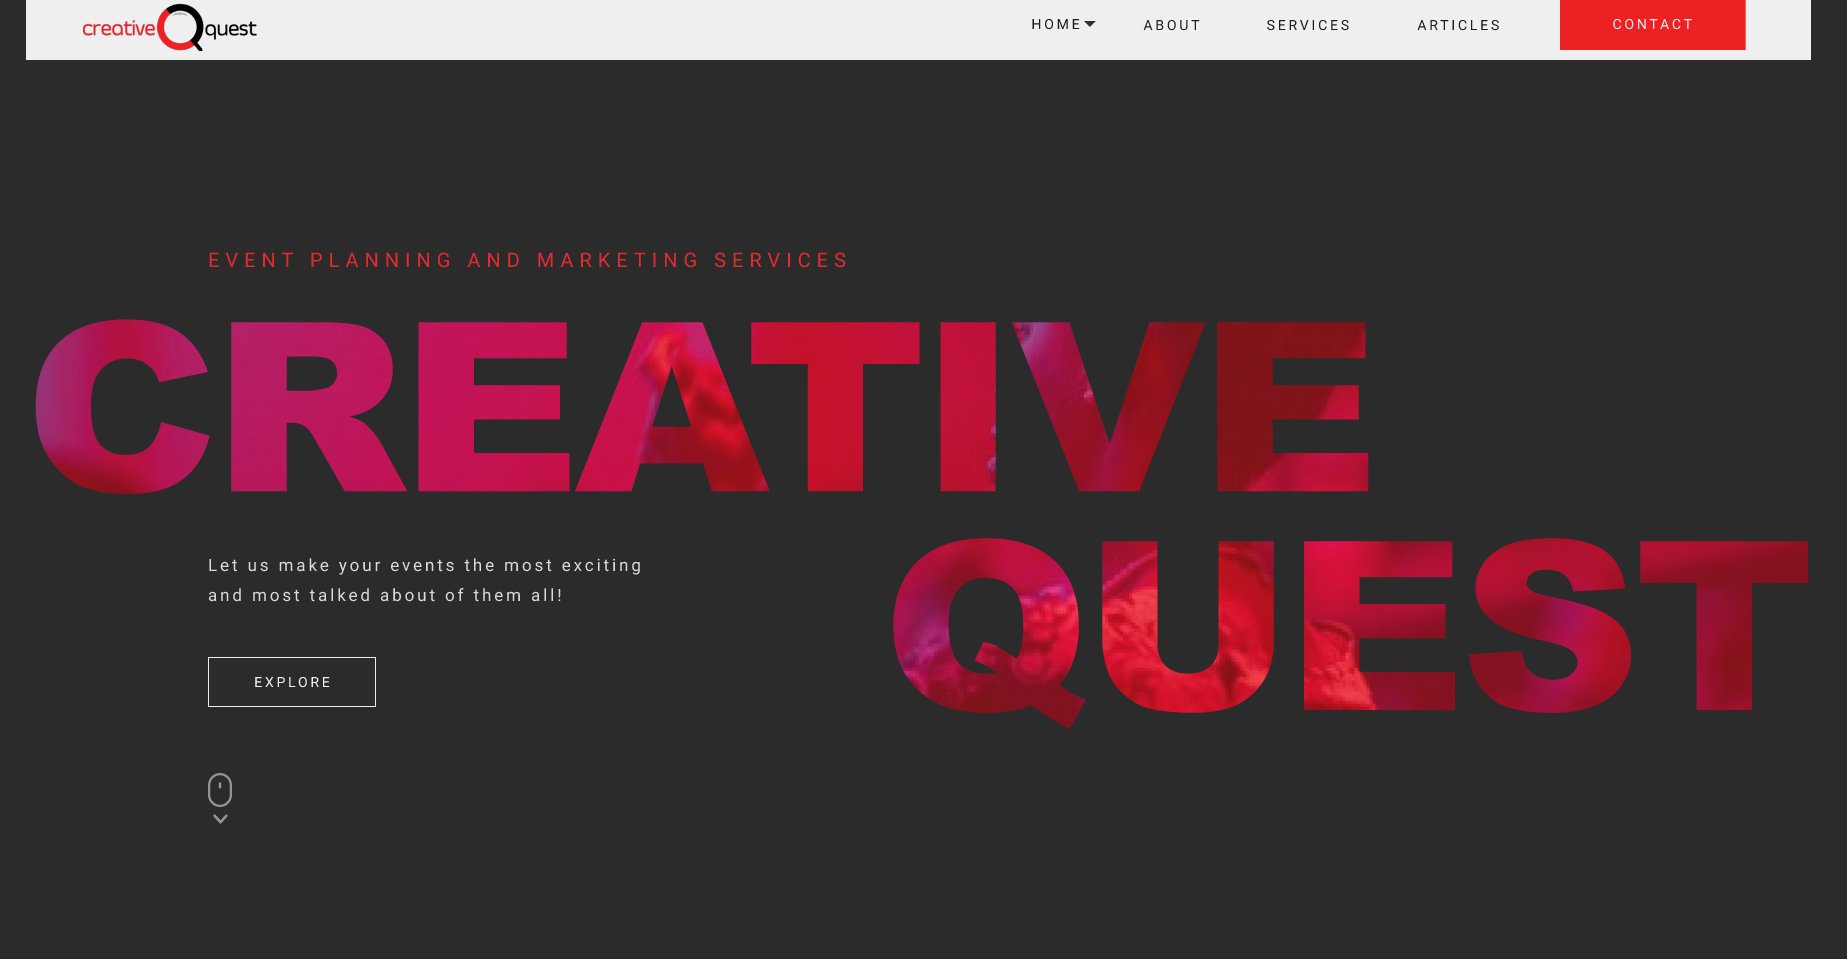 creative quest
HOME
ABOUT
SERVICES
ARTICLES
CONTACT
EVENT PLANNING AND MARKETING SERVICES
CREATIVE
QUEST
Let us make your events the most exciting
and most talked about of them all!
EXPLORE